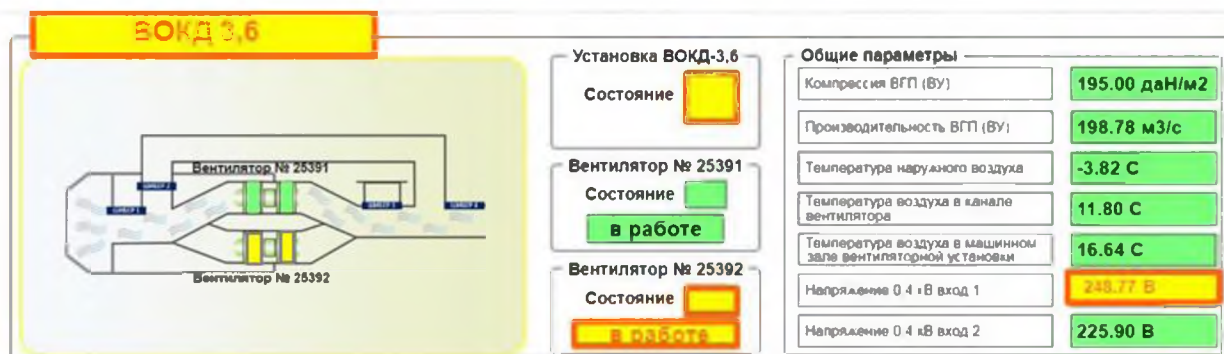 ВОКД 3,6
Вентилятор № 25391
Вентилятор № 25392
Установка ВОКД-3,6
Состояние
Вентилятор № 25391
Состояние
в работе
Вентилятор № 25392
Состояние
в работе
Общие параметры
Компрессия ВГП (ВУ)
195.00 даН/м2
Производительность ВГП (ВУ)
198.78 м3/с
Температура наружного воздуха
-3.82 С
Температура воздуха в канале
вентилятора
11.80 С
Температура воздуха в машинном
зале вентиляторной установки
16.64 С
Напряжение 0.4 кВ вход 1
248.77 В
Напряжение 0.4 кВ вход 2
225.90 В